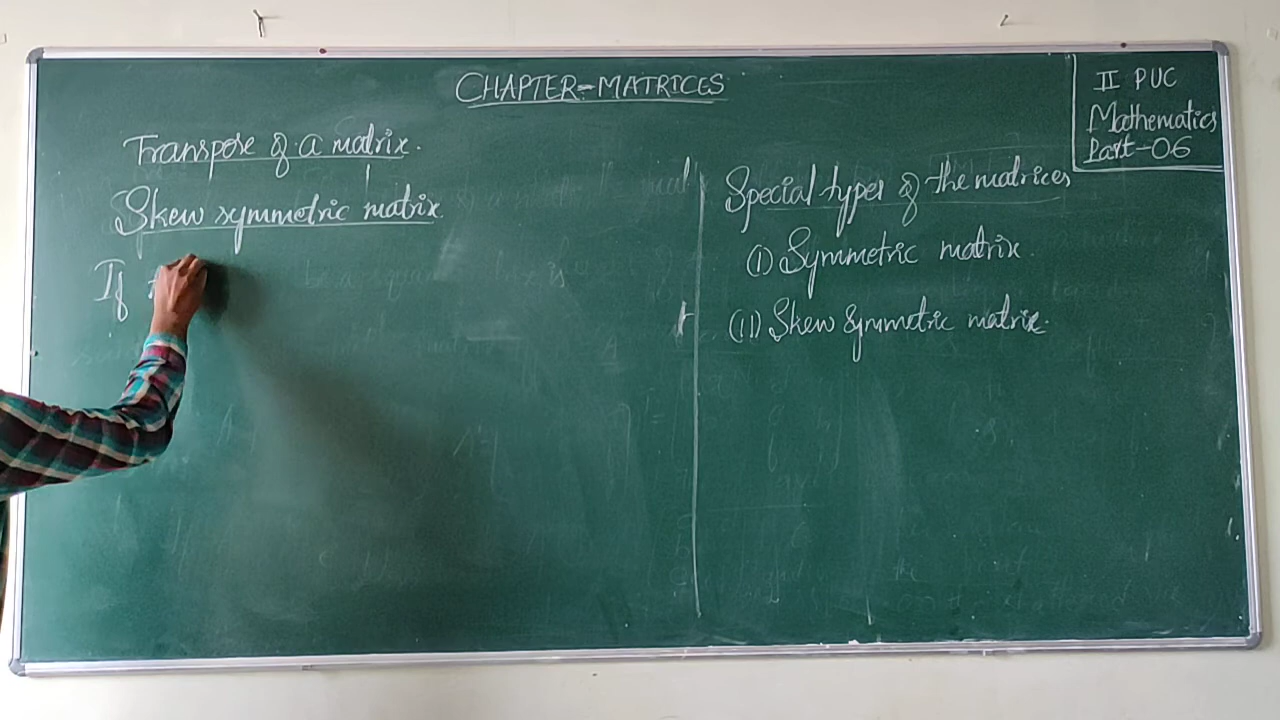 CHAPTER-MATRICES
II PUC
Mathematics
Part-06
Transpose of a matrix.
Skew symmetric matrix.
If
Special types of the matrices
(I) Symmetric matrix.
(II) Skew symmetric matrix.